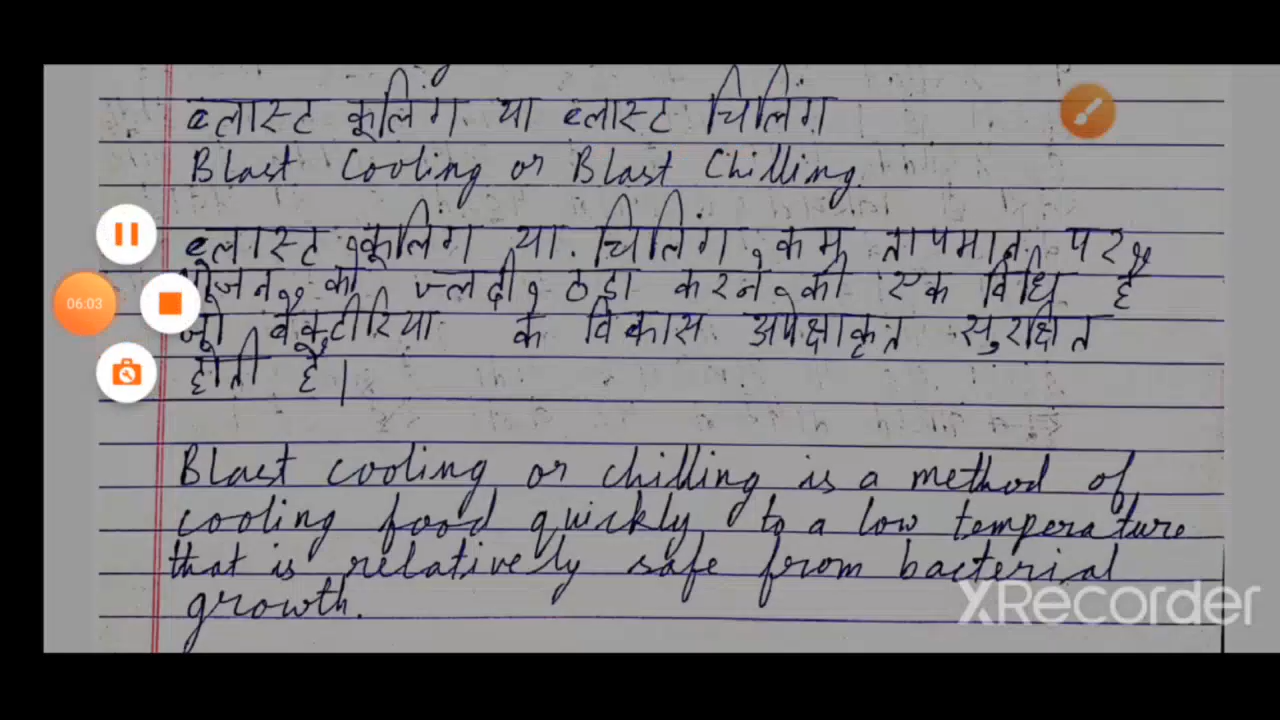 ब्लास्ट कूलिंग या ब्लास्ट चिलिंग
Blast Cooling or Blast Chilling.
ब्लास्ट कूलिंग या चिलिंग कम तापमान पर
भोजन को जल्दी ठंडा करने की एक विधि है
06:03
जो बैक्टीरिया के विकास अपेक्षाकृत सुरक्षित
होती है।
Blast cooling or chilling is a method of
cooling food quickly to a low temperature
that is relatively safe from bacterial
growth.
XRecorder